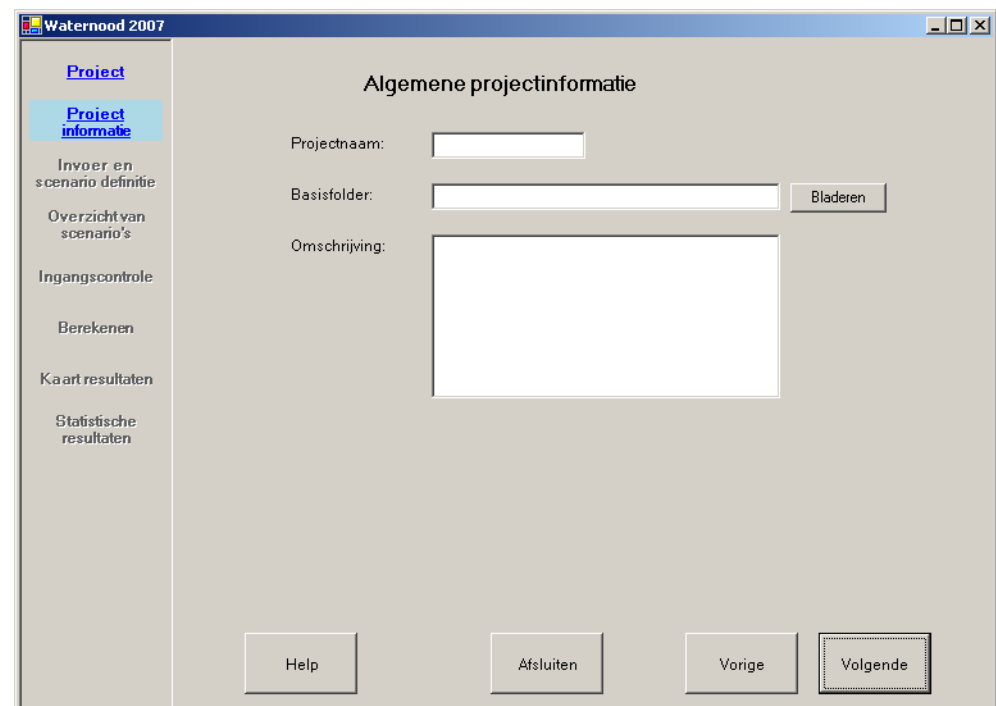 Waternood 2007
Project
Project
informatie
Invoer en
scenario definitie
Overzicht van
scenario's
Ingangscontrole
Berekenen
Kaart resultaten
Statistische
resultaten
Algemene projectinformatie
Projectnaam:
Basisfolder:
Bladeren
Omschrijving:
Help
Afsluiten
Vorige
Volgende